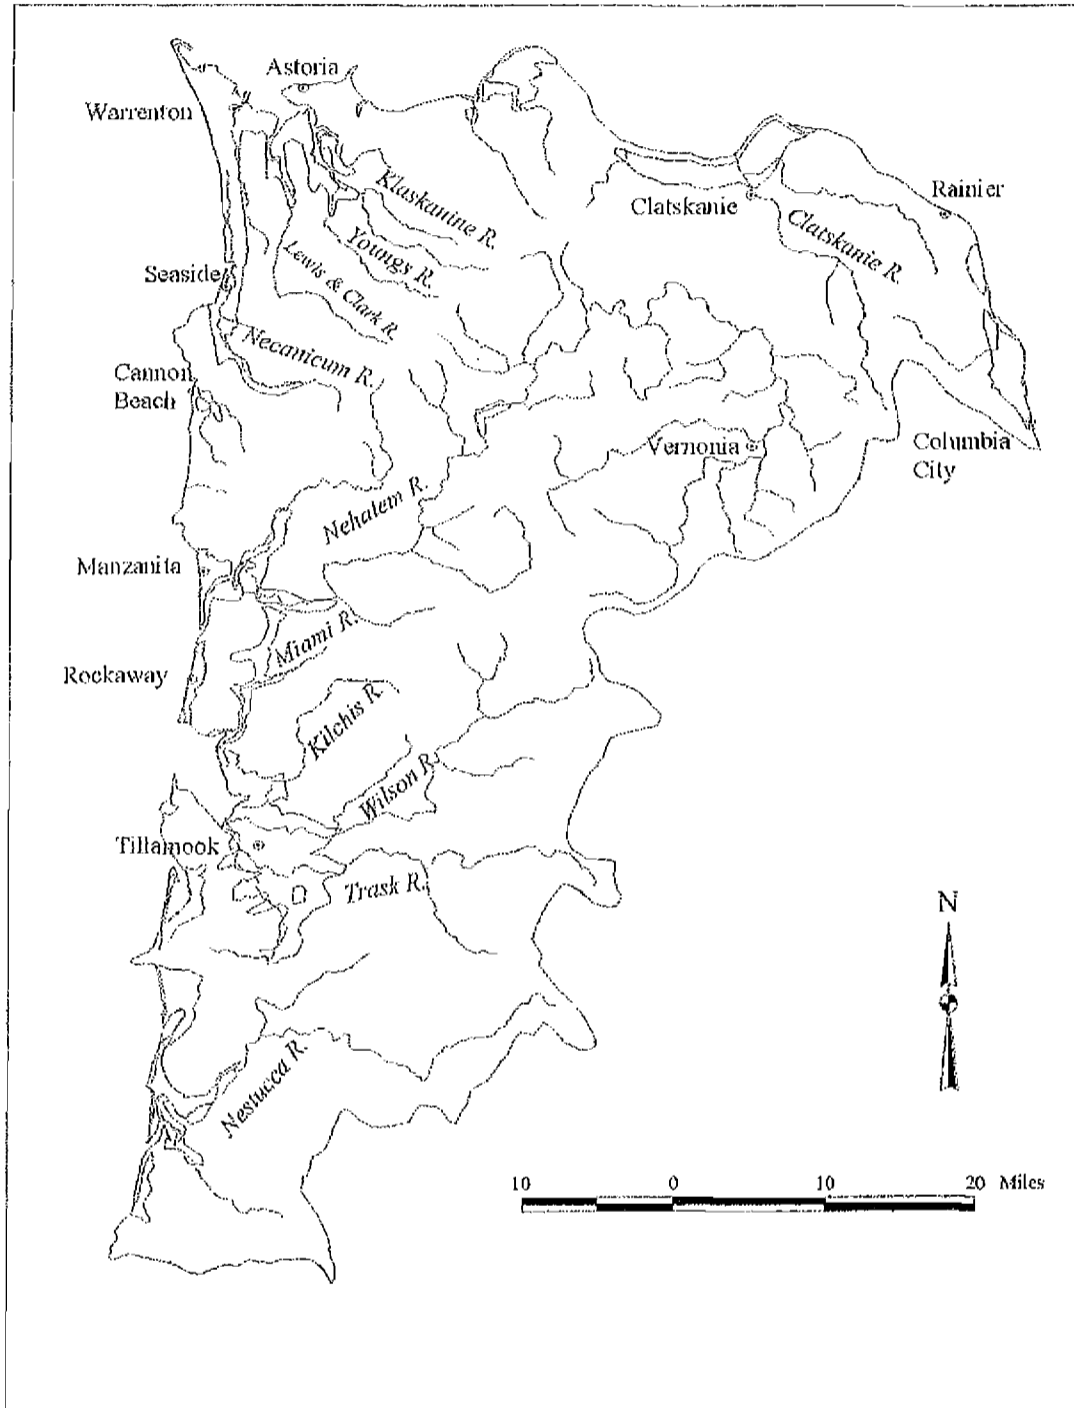 Astoria
Warrenton
Klaskanine R.
Clatskanie
Rainier
Clatskanie R.
Youngs R.
Lewis & Clark R.
Seaside
Necanicum R.
Cannon
Beach
Vernonia
Columbia
City
Nehalem R.
Manzanita
Miami R.
Rockaway
Kilchis R.
Wilson R.
Tillamook
Trask R.
N
Nestucca R.
10 0 10 20 Miles